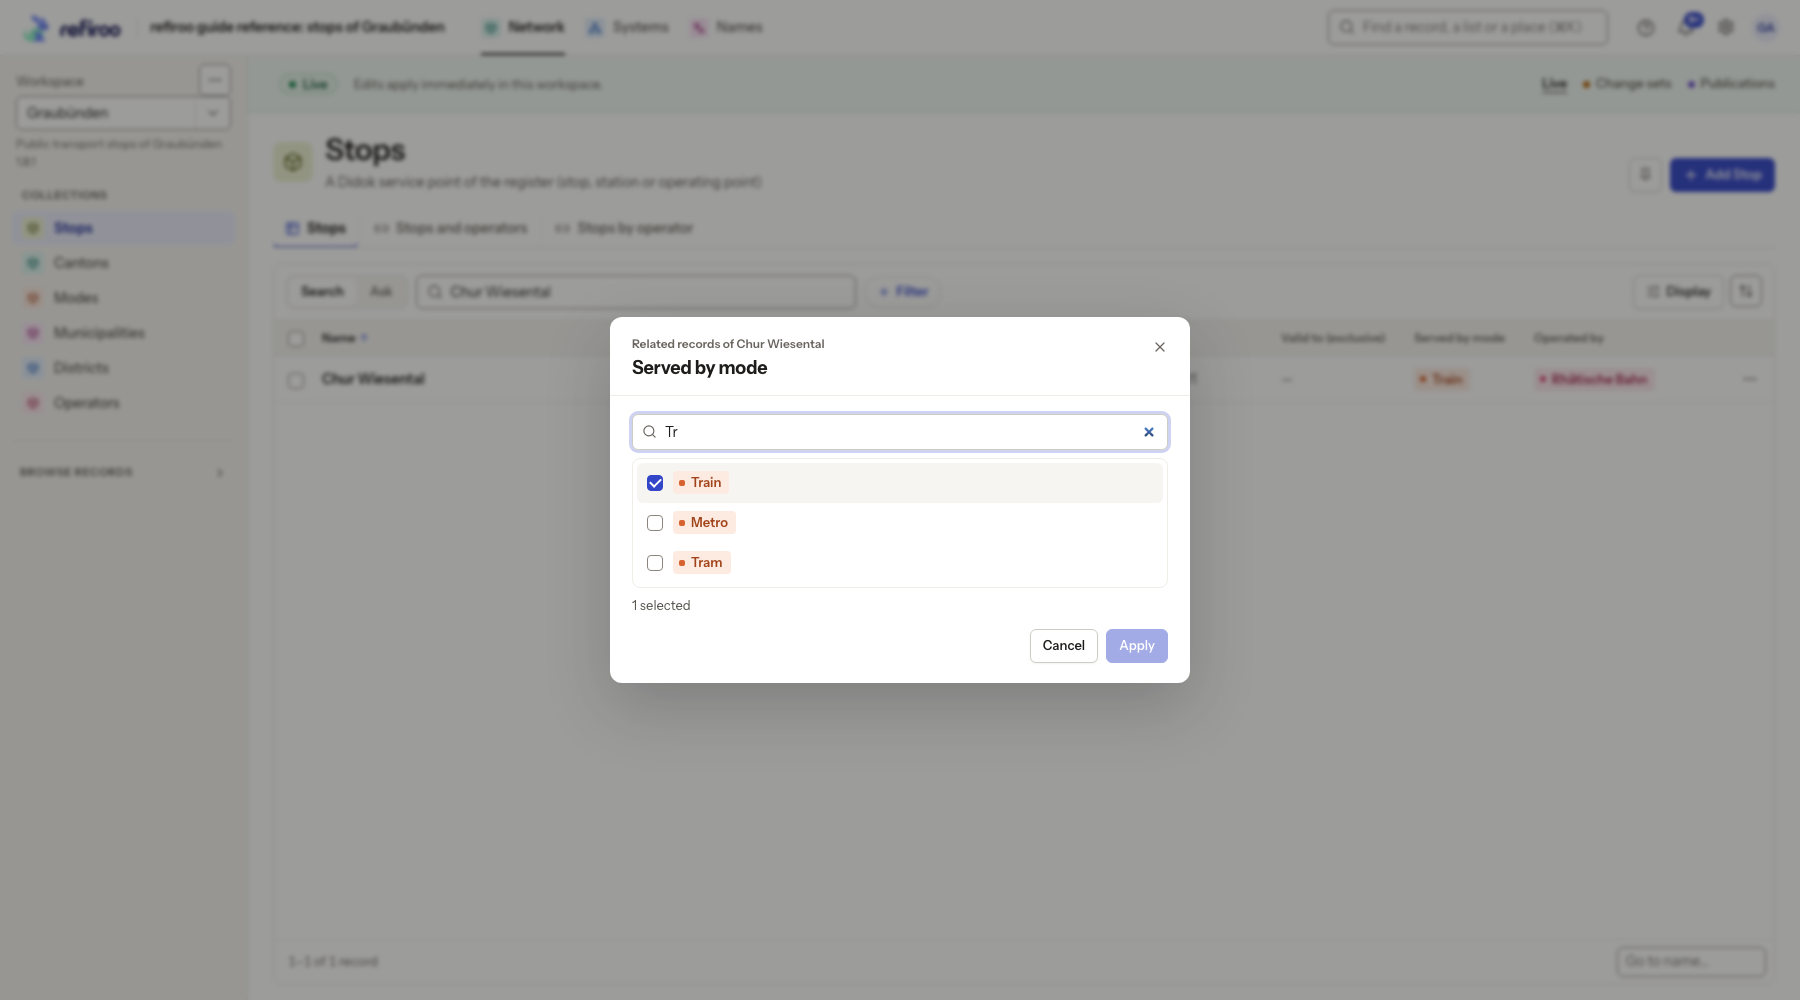 refiroo
refiroo guide reference: stops of Graubünden
Network
Systems
Names
Find a record, a list or a place (⌘K)
GA
Workspace
Graubünden
Public transport stops of Graubünden
COLLECTIONS
Stops
Cantons
Modes
Municipalities
Districts
Operators
BROWSE RECORDS
Live
Edits apply immediately in this workspace.
Live
Change sets
Publications
Stops
A Didok service point of the register (stop, station or operating point)
Add Stop
Stops
Stops and operators
Stops by operator
Search
Ask
Chur Wiesental
+ Filter
Display
Name ↑
Valid to (exclusive)
Served by mode
Operated by
Chur Wiesental
—
Train
Rhätische Bahn
Related records of Chur Wiesental
Served by mode
Tr
Train
Metro
Tram
1 selected
Cancel
Apply
1–1 of 1 record
Go to name...